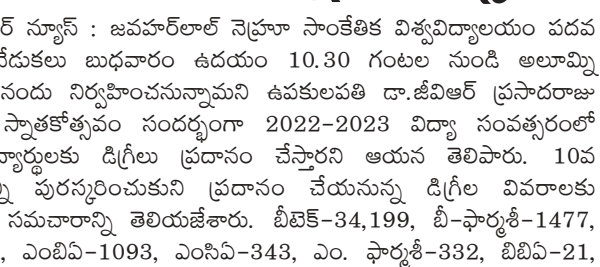 ర్ న్యూస్ : జవహర్‌లాల్ నెహ్రూ సాంకేతిక విశ్వవిద్యాలయం పదవ
వేడుకలు బుధవారం ఉదయం 10.30 గంటల నుండి అలూమ్ని
నందు నిర్వహించనున్నామని ఉపకులపతి డా.జీవిఆర్ ప్రసాదరాజు
స్నాతకోత్సవం సందర్భంగా 2022-2023 విద్యా సంవత్సరంలో
ద్యార్థులకు డిగ్రీలు ప్రదానం చేస్తారని ఆయన తెలిపారు. 10వ
న్ని పురస్కరించుకుని ప్రదానం చేయనున్న డిగ్రీల వివరాలకు
సమచారాన్ని తెలియజేశారు. బీటెక్-34,199, బీ-ఫార్మశీ-1477,
, ఎంబిఏ-1093, ఎంసిఏ-343, ఎం. ఫార్మశీ-332, బిబిఏ-21,